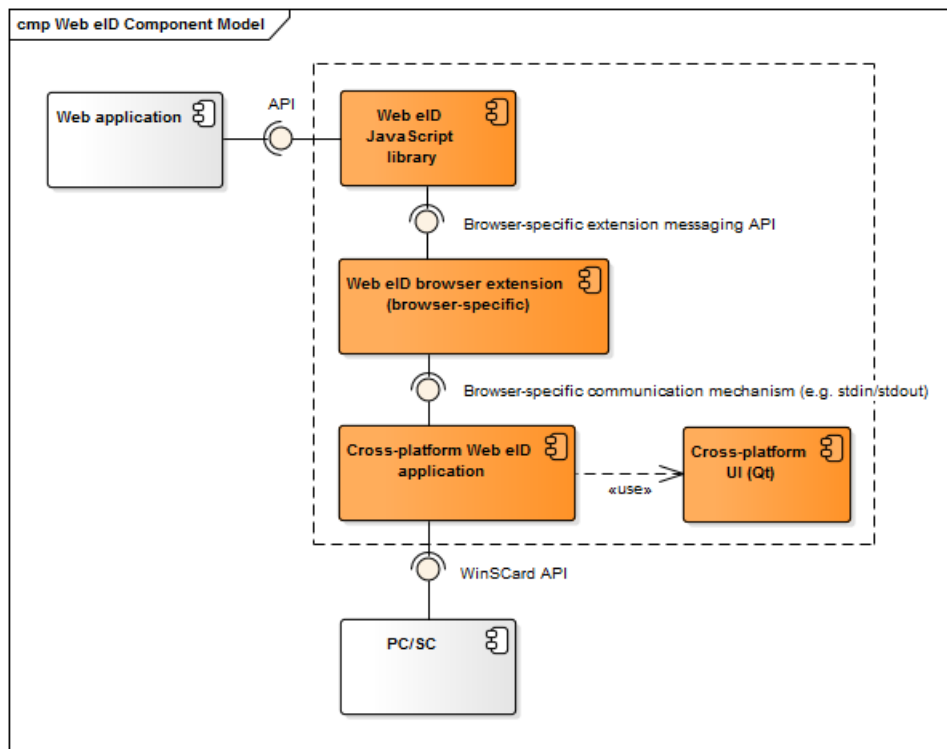 cmp Web eID Component Model
Web application
API
Web eID
JavaScript
library
Browser-specific extension messaging API
Web eID browser extension
(browser-specific)
Browser-specific communication mechanism (e.g. stdin/stdout)
Cross-platform Web eID
application
«use»
Cross-platform
UI (Qt)
WinSCard API
PC/SC